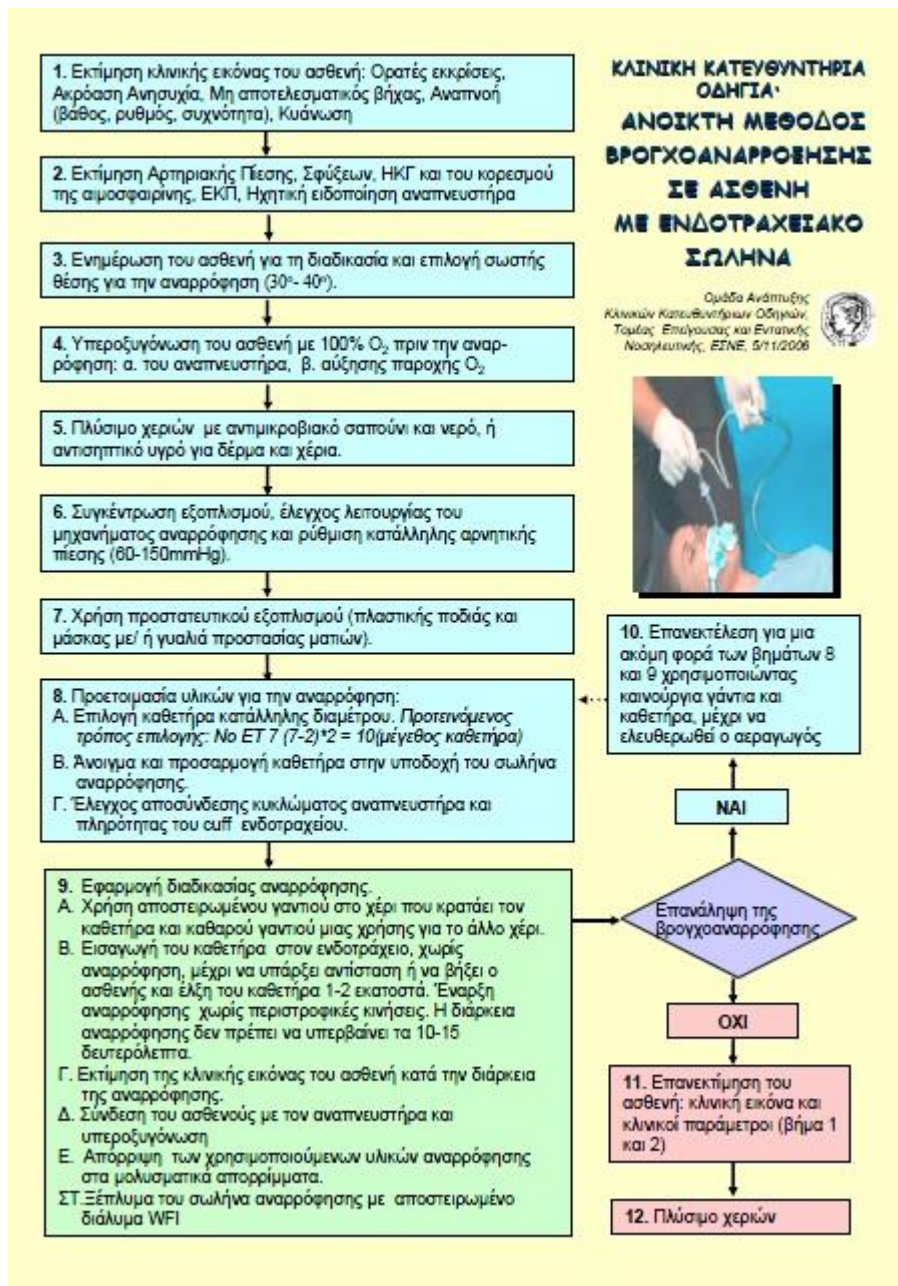 1. Εκτίμηση κλινικής εικόνας του ασθενή: Ορατές εκκρίσεις,
Ακρόαση Ανησυχία, Μη αποτελεσματικός βήχας, Αναπνοή
(βάθος, ρυθμός, συχνότητα), Κυάνωση
2. Εκτίμηση Αρτηριακής Πίεσης, Σφύξεων, ΗΚΓ και του κορεσμού
της αιμοσφαιρίνης, ΕΚΠ, Ηχητική ειδοποίηση αναπνευστήρα
3. Ενημέρωση του ασθενή για τη διαδικασία και επιλογή σωστής
θέσης για την αναρρόφηση (30ο- 40ο).
4. Υπεροξυγόνωση του ασθενή με 100% O2 πριν την αναρ-
ρόφηση: α. του αναπνευστήρα, β. αύξησης παροχής O2
5. Πλύσιμο χεριών με αντιμικροβιακό σαπούνι και νερό, ή
αντισηπτικό υγρό για δέρμα και χέρια.
6. Συγκέντρωση εξοπλισμού, έλεγχος λειτουργίας του
μηχανήματος αναρρόφησης και ρύθμιση κατάλληλης αρνητικής
πίεσης (60-150mmHg).
7. Χρήση προστατευτικού εξοπλισμού (πλαστικής ποδιάς και
μάσκας με/ ή γυαλιά προστασίας ματιών).
8. Προετοιμασία υλικών για την αναρρόφηση:
Α. Επιλογή καθετήρα κατάλληλης διαμέτρου. Προτεινόμενος
τρόπος επιλογής: Νο ET 7 (7-2)*2 = 10(μέγεθος καθετήρα)
Β. Άνοιγμα και προσαρμογή καθετήρα στην υποδοχή του σωλήνα
αναρρόφησης.
Γ. Έλεγχος αποσύνδεσης κυκλώματος αναπνευστήρα και
πληρότητας του cuff ενδοτραχείου.
9. Εφαρμογή διαδικασίας αναρρόφησης.
Α. Χρήση αποστειρωμένου γαντιού στο χέρι που κρατάει τον
καθετήρα και καθαρού γαντιού μιας χρήσης για το άλλο χέρι.
Β. Εισαγωγή του καθετήρα στον ενδοτράχειο, χωρίς
αναρρόφηση, μέχρι να υπάρξει αντίσταση ή να βήξει ο
ασθενής και έλξη του καθετήρα 1-2 εκατοστά. Έναρξη
αναρρόφησης χωρίς περιστροφικές κινήσεις. Η διάρκεια
αναρρόφησης δεν πρέπει να υπερβαίνει τα 10-15
δευτερόλεπτα.
Γ. Εκτίμηση της κλινικής εικόνας του ασθενή κατά την διάρκεια
της αναρρόφησης.
Δ. Σύνδεση του ασθενούς με τον αναπνευστήρα και
υπεροξυγόνωση
Ε. Απόρριψη των χρησιμοποιούμενων υλικών αναρρόφησης
στα μολυσματικά απορρίμματα.
ΣΤ.Ξέπλυμα του σωλήνα αναρρόφησης με αποστειρωμένο
διάλυμα WFI
ΚΛΙΝΙΚΗ ΚΑΤΕΥΘΥΝΤΗΡΙΑ
ΟΔΗΓΙΑ·
ΑΝΟΙΚΤΗ ΜΕΘΟΔΟΣ
ΒΡΟΓΧΟΑΝΑΡΡΟΦΗΣΗΣ
ΣΕ ΑΣΘΕΝΗ
ΜΕ ΕΝΔΟΤΡΑΧΕΙΑΚΟ
ΣΩΛΗΝΑ
Ομάδα Ανάπτυξης
Κλινικών Κατευθυντήριων Οδηγιών,
Τομέας Επείγουσας και Εντατικής
Νοσηλευτικής, ΕΣΝΕ, 5/11/2006
10. Επανεκτέλεση για μια
ακόμη φορά των βημάτων 8
και 9 χρησιμοποιώντας
καινούργια γάντια και
καθετήρα, μέχρι να
ελευθερωθεί ο αεραγωγός
ΝΑΙ
Επανάληψη της
βρογχοαναρρόφησης
ΟΧΙ
11. Επανεκτίμηση του
ασθενή: κλινική εικόνα και
κλινικοί παράμετροι (βήμα 1
και 2)
12. Πλύσιμο χεριών